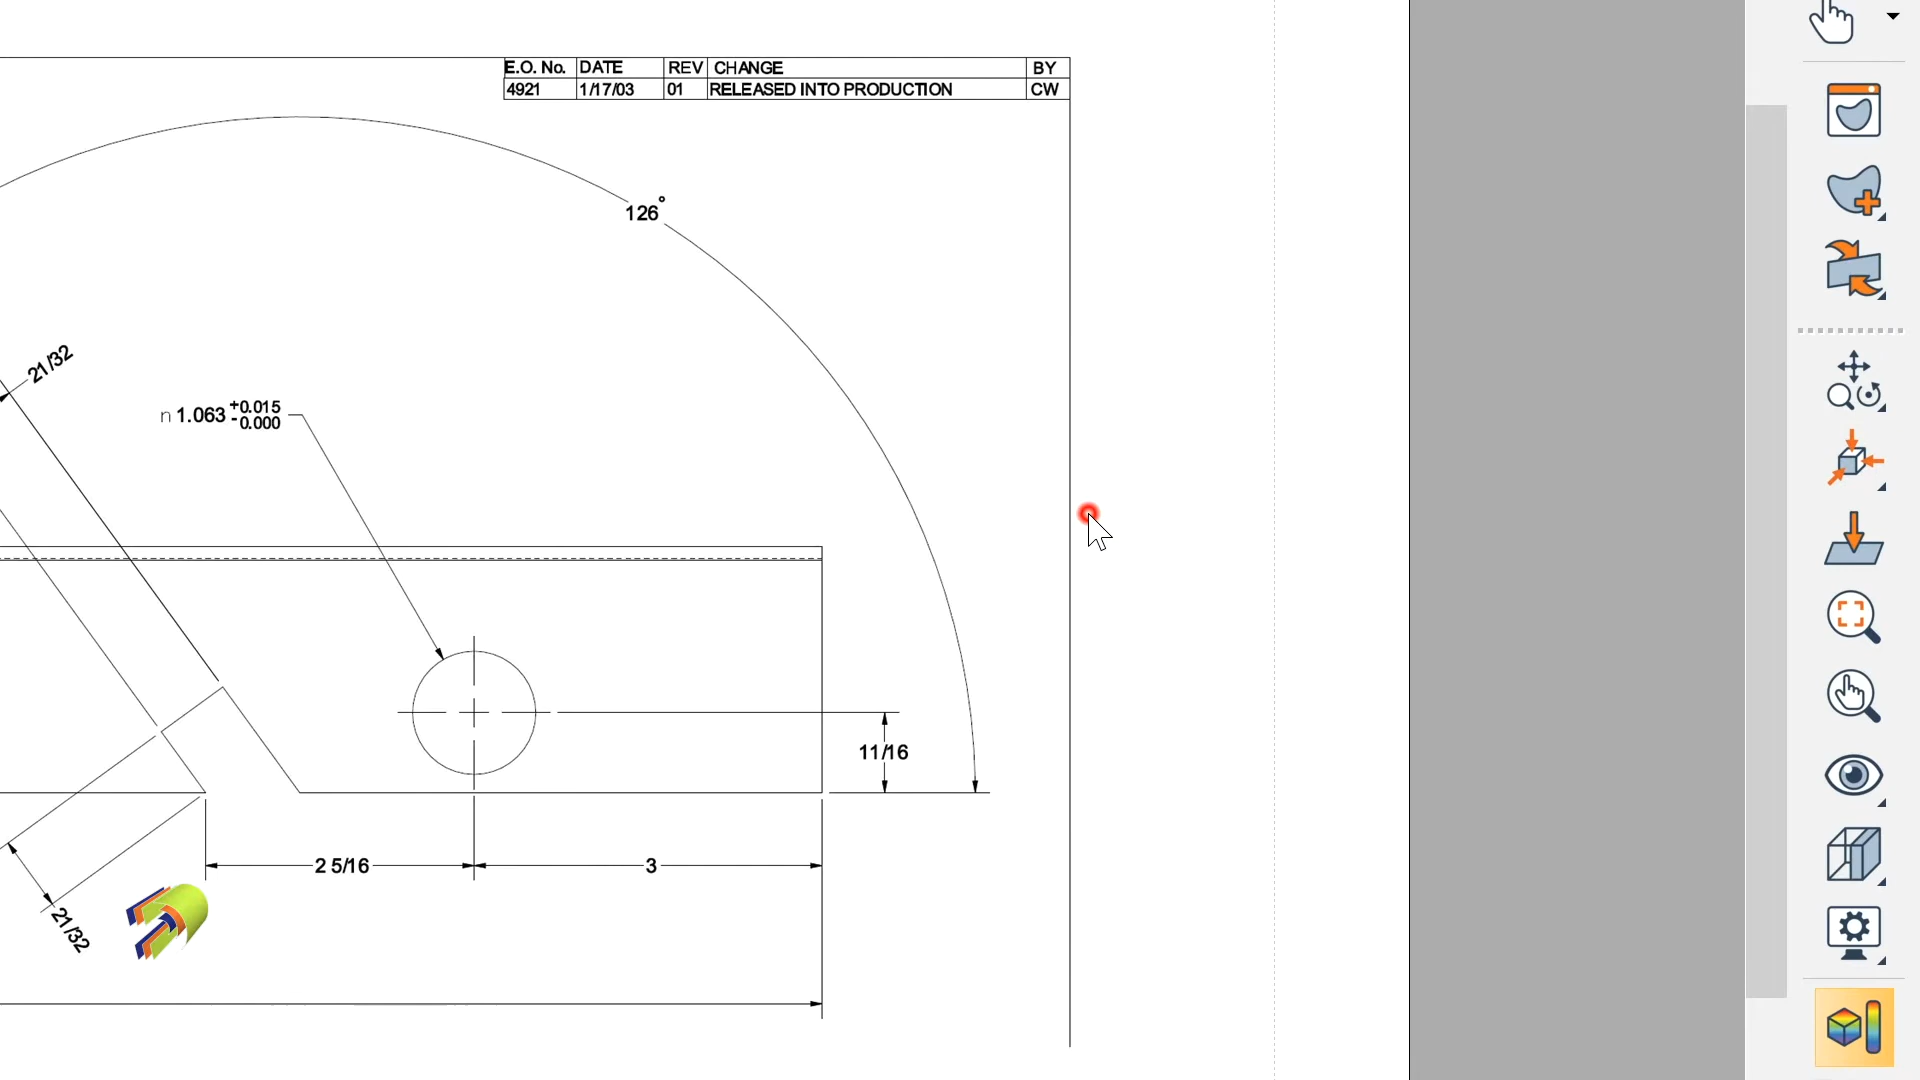 E.O. No. DATE REV CHANGE BY
4921 1/17/03 01 RELEASED INTO PRODUCTION CW
126°
21/32
n 1.063 +0.015
-0.000
11/16
2 5/16 3
21/32